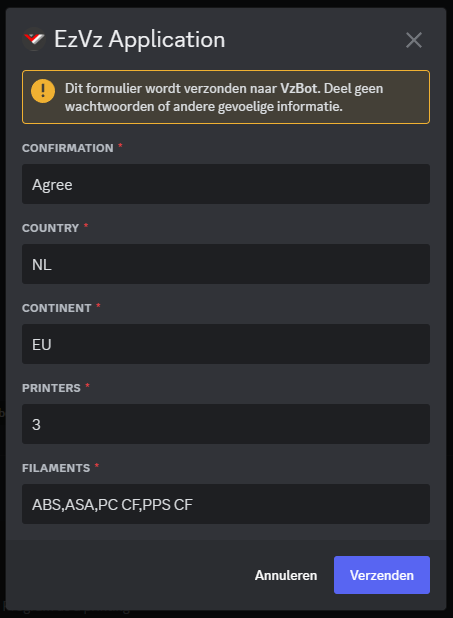 EzVz Application
Dit formulier wordt verzonden naar VzBot. Deel geen
wachtwoorden of andere gevoelige informatie.
CONFIRMATION *
Agree
COUNTRY *
NL
CONTINENT *
EU
PRINTERS *
3
FILAMENTS *
ABS,ASA,PC CF,PPS CF
Annuleren
Verzenden